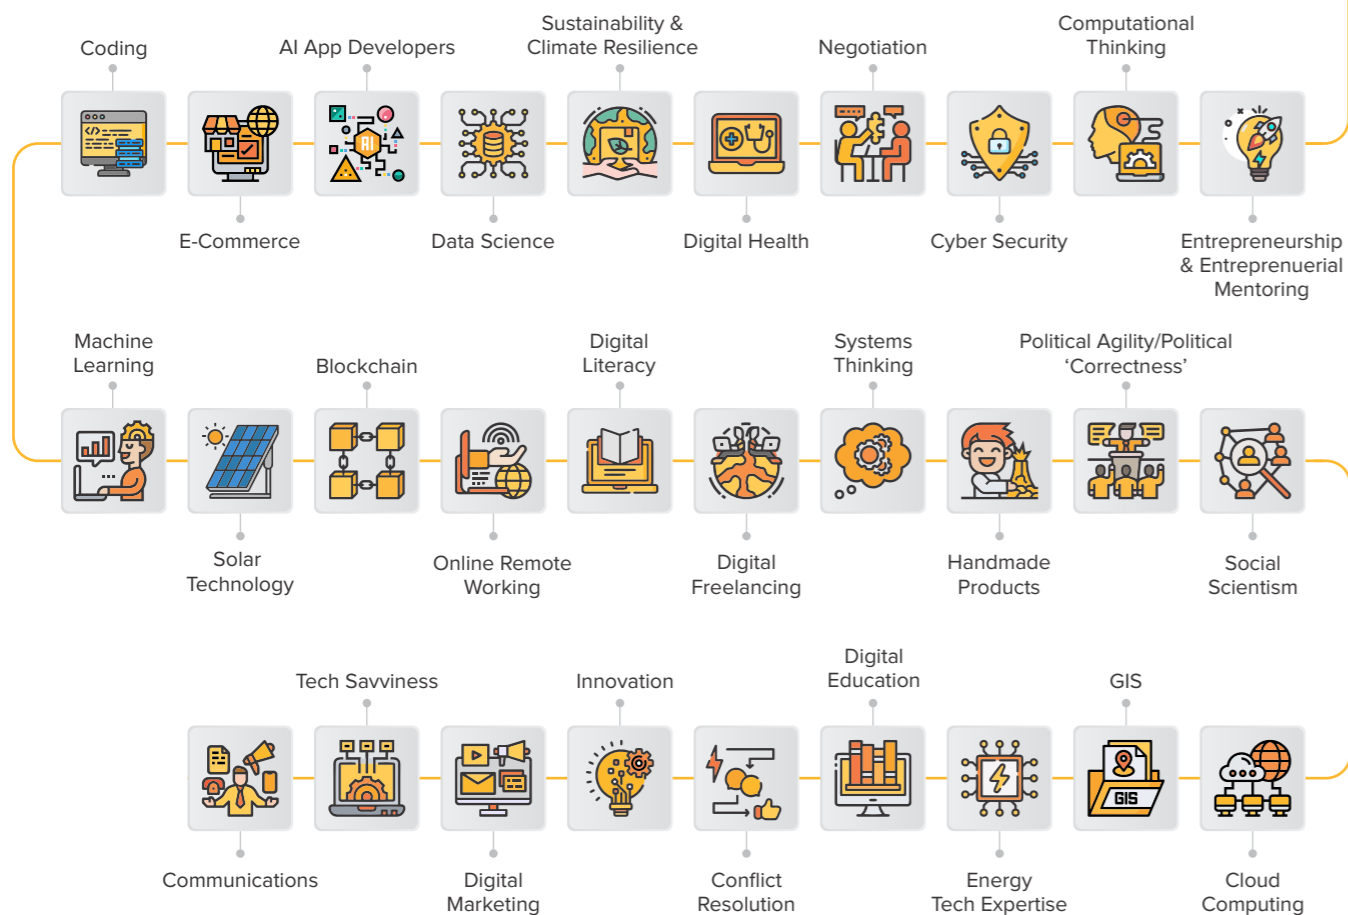 Coding
E-Commerce
AI App Developers
AI
Data Science
Sustainability &
Climate Resilience
Digital Health
Negotiation
Cyber Security
Computational
Thinking
Entrepreneurship
& Entreprenuerial
Mentoring
Machine
Learning
Solar
Technology
Blockchain
Online Remote
Working
Digital
Literacy
Digital
Freelancing
Systems
Thinking
Handmade
Products
Political Agility/Political
‘Correctness’
Social
Scientism
Communications
Tech Savviness
Digital
Marketing
Innovation
Conflict
Resolution
Digital
Education
Energy
Tech Expertise
GIS
GIS
Cloud
Computing